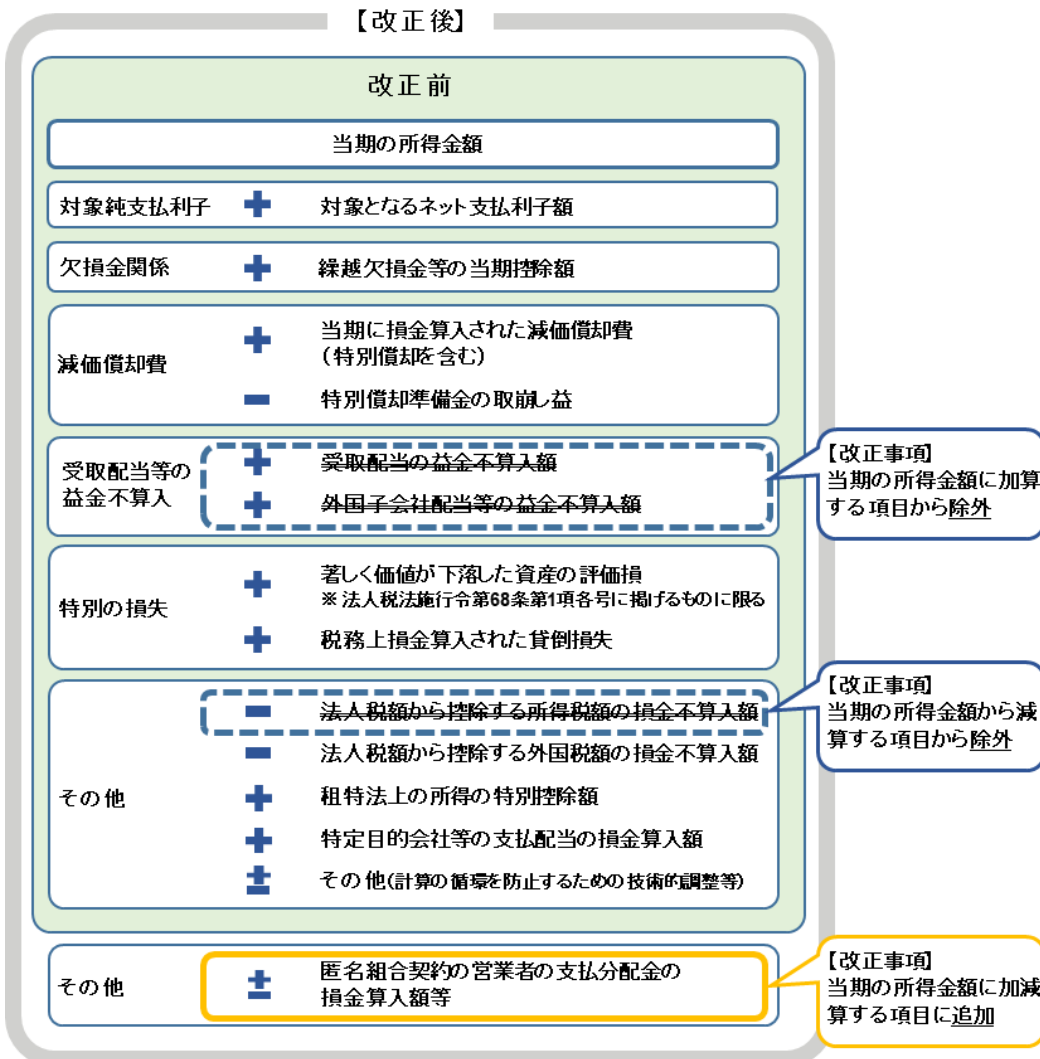 【改正後】
改正前
当期の所得金額
対象純支払利子 + 対象となるネット支払利子額
欠損金関係 + 繰越欠損金等の当期控除額
減価償却費
+ 当期に損金算入された減価償却費
(特別償却を含む)
− 特別償却準備金の取崩し益
受取配当等の
益金不算入
+ 受取配当の益金不算入額
+ 外国子会社配当等の益金不算入額
【改正事項】
当期の所得金額に加算
する項目から除外
特別の損失
+ 著しく価値が下落した資産の評価損
※ 法人税法施行令第68条第1項各号に掲げるものに限る
+ 税務上損金算入された貸倒損失
その他
− 法人税額から控除する所得税額の損金不算入額
− 法人税額から控除する外国税額の損金不算入額
+ 租特法上の所得の特別控除額
+ 特定目的会社等の支払配当の損金算入額
± その他(計算の循環を防止するための技術的調整等)
【改正事項】
当期の所得金額から減
算する項目から除外
その他
± 匿名組合契約の営業者の支払分配金の
損金算入額等
【改正事項】
当期の所得金額に加減
算する項目に追加